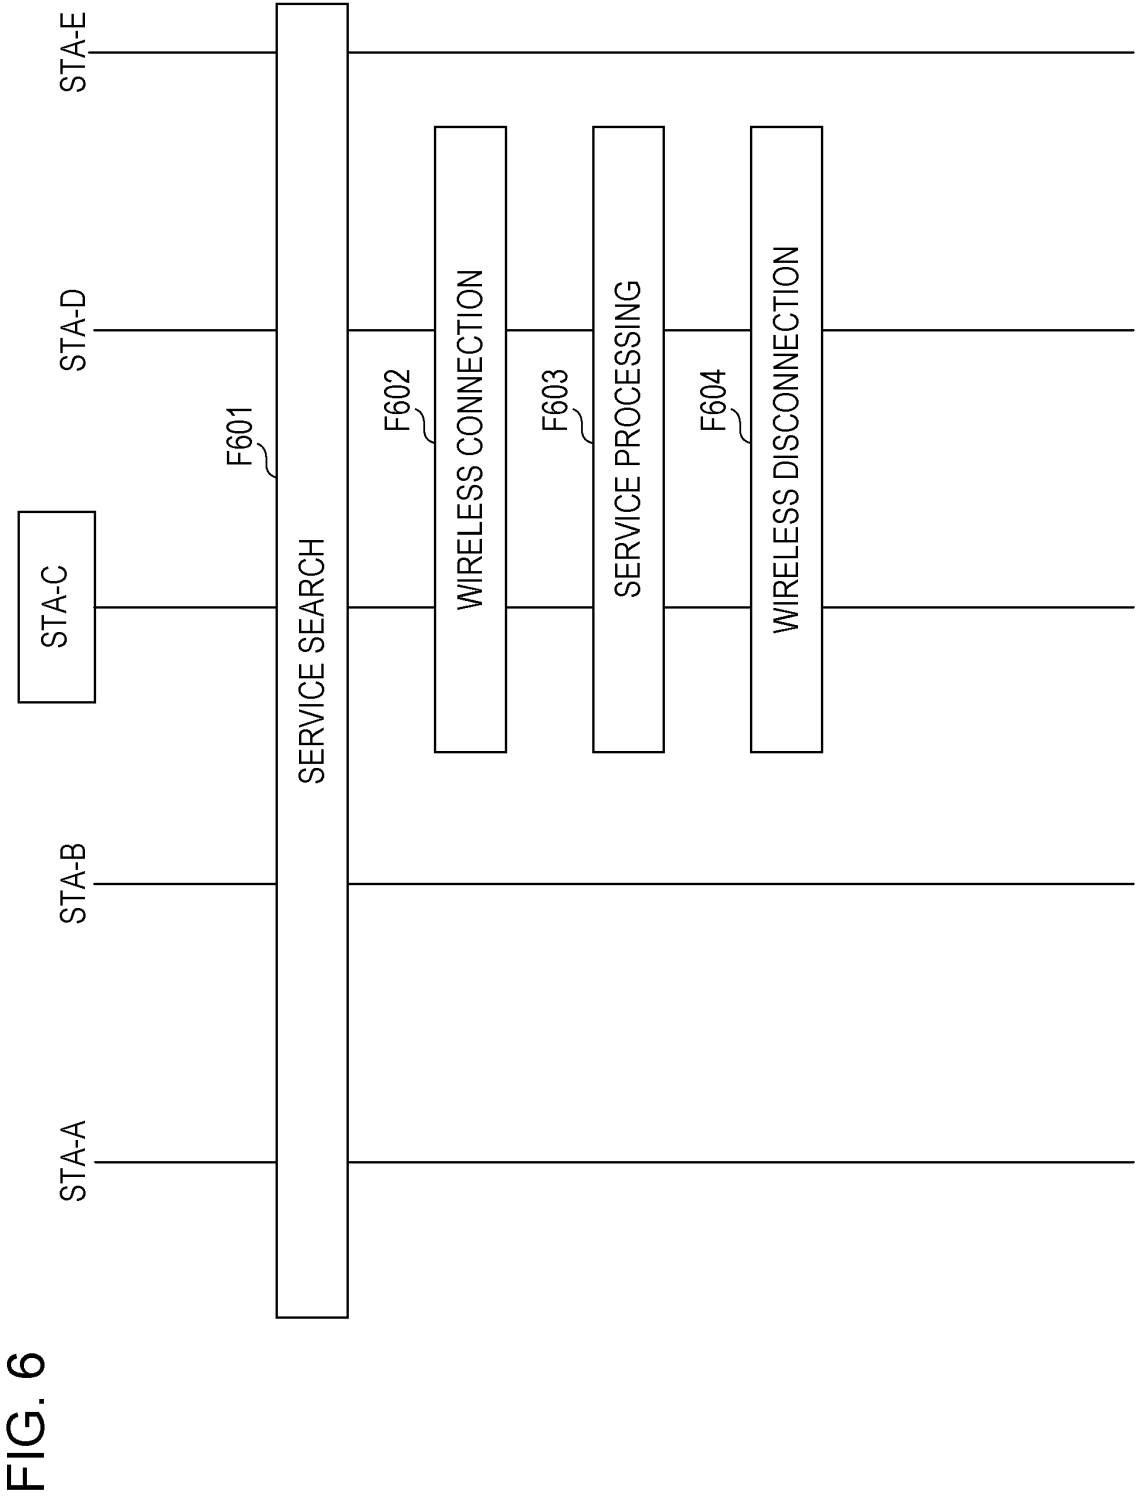 FIG. 6
STA-A
STA-B
STA-C
STA-D
STA-E
F601
SERVICE SEARCH
F602
WIRELESS CONNECTION
F603
SERVICE PROCESSING
F604
WIRELESS DISCONNECTION